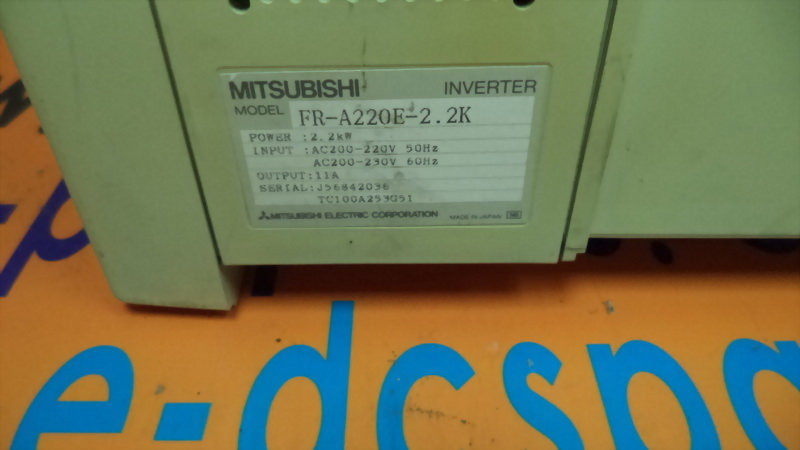 MITSUBISHI INVERTER
MODEL FR-A220E-2.2K
POWER :2.2kW
INPUT :AC200-220V 50Hz
AC200-230V 60Hz
OUTPUT:11A
SERIAL:J56842036
TC100A253G51
MITSUBISHI ELECTRIC CORPORATION MADE IN JAPAN
e-dcspa